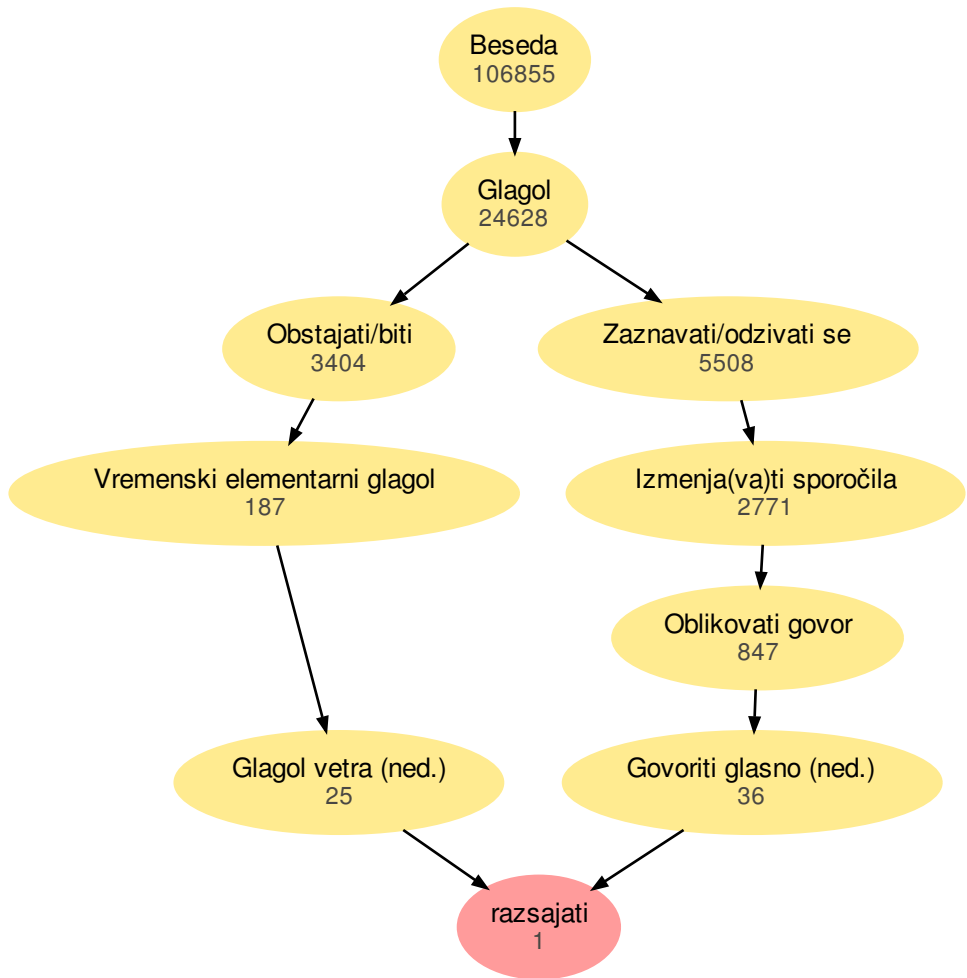 Beseda
106855
Glagol
24628
Obstajati/biti
3404
Zaznavati/odzivati se
5508
Vremenski elementarni glagol
187
Izmenja(va)ti sporočila
2771
Oblikovati govor
847
Glagol vetra (ned.)
25
Govoriti glasno (ned.)
36
razsajati
1